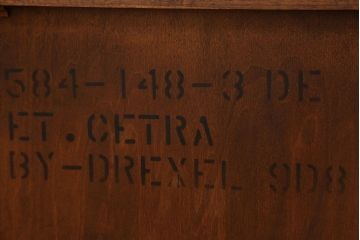 584-148-3 DE
ET.CETRA
BY-DREXEL 9D8